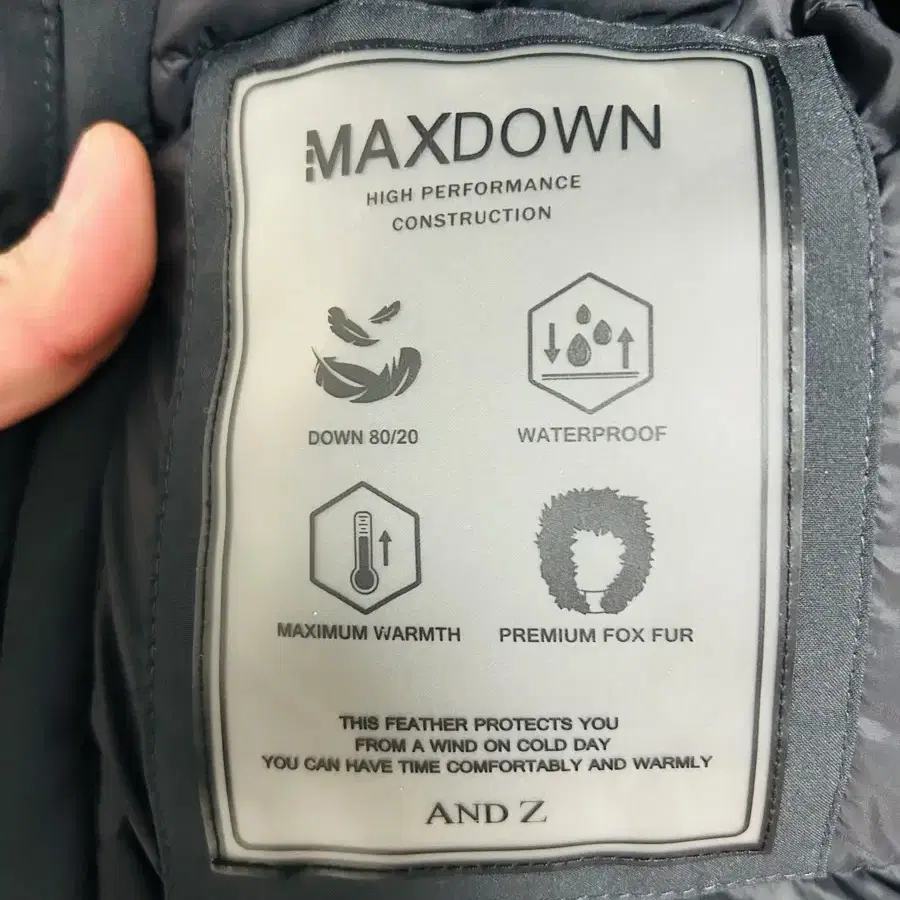 MAXDOWN
HIGH PERFORMANCE
CONSTRUCTION
DOWN 80/20
WATERPROOF
MAXIMUM WARMTH
PREMIUM FOX FUR
THIS FEATHER PROTECTS YOU
FROM A WIND ON COLD DAY
YOU CAN HAVE TIME COMFORTABLY AND WARMLY
AND Z